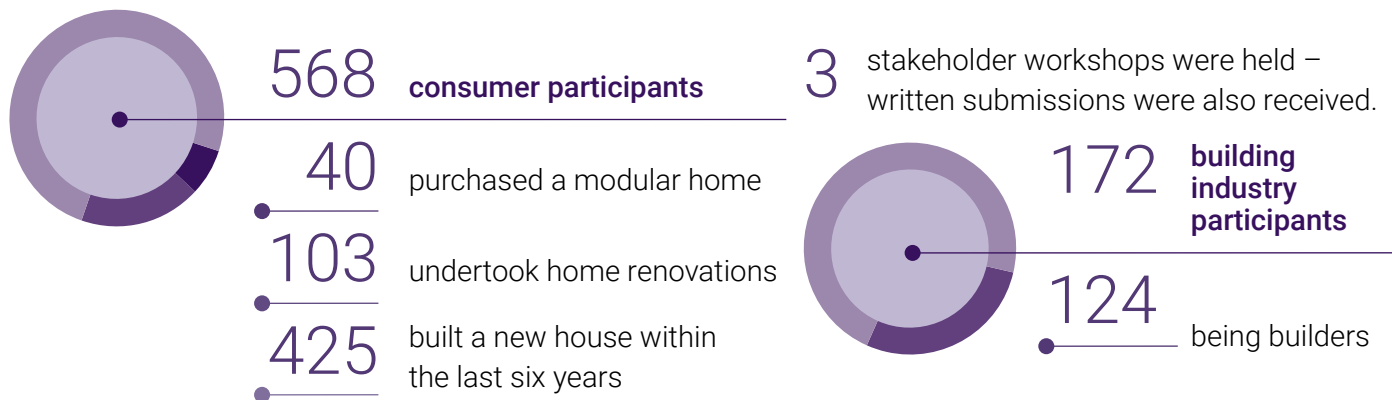 568 consumer participants
40 purchased a modular home
103 undertook home renovations
425 built a new house within
the last six years
3 stakeholder workshops were held –
written submissions were also received.
172 building
industry
participants
124 being builders